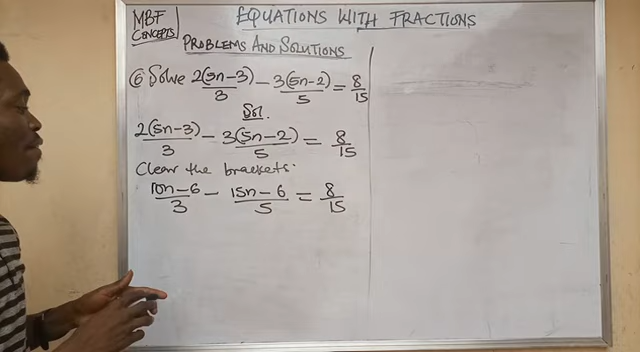 MBF CONCEPTS
EQUATIONS WITH FRACTIONS
PROBLEMS AND SOLUTIONS
⑥ Solve 2(5n-3)/3 - 3(5n-2)/5 = 8/15
Sol.
2(5n-3)/3 - 3(5n-2)/5 = 8/15
Clear the brackets.
10n-6/3 - 15n-6/5 = 8/15